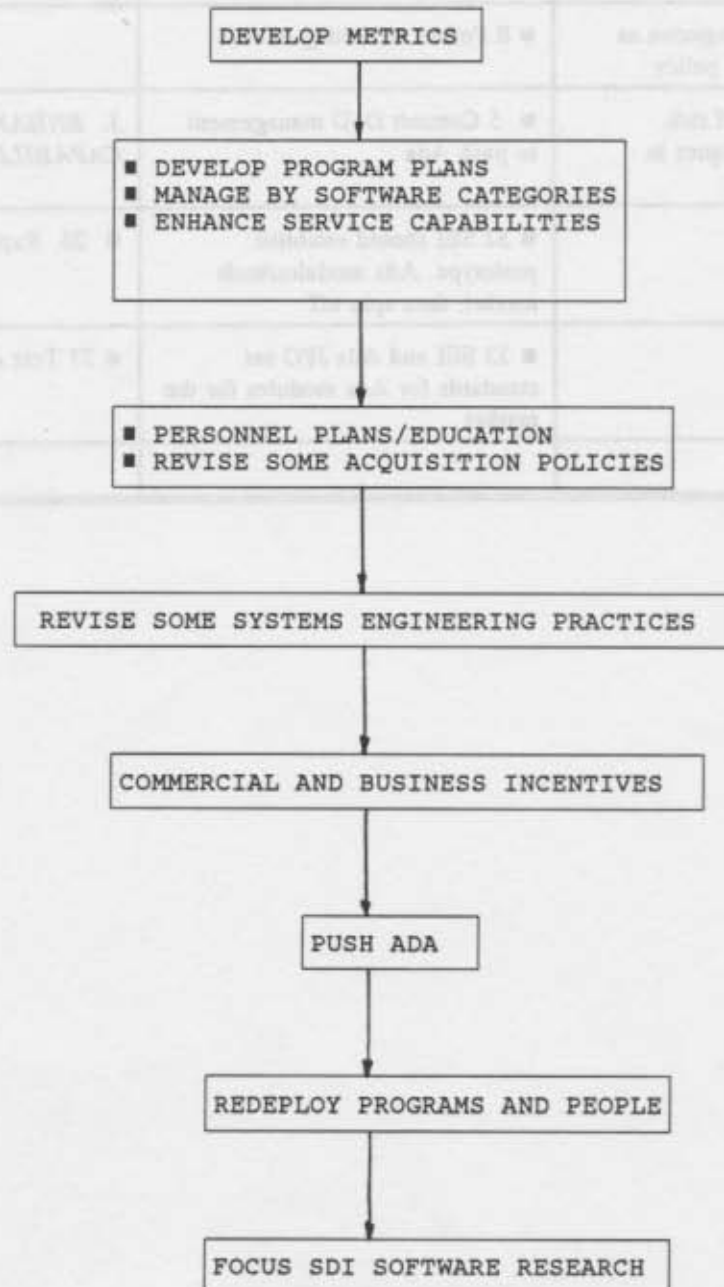 DEVELOP METRICS
■ DEVELOP PROGRAM PLANS
■ MANAGE BY SOFTWARE CATEGORIES
■ ENHANCE SERVICE CAPABILITIES
■ PERSONNEL PLANS/EDUCATION
■ REVISE SOME ACQUISITION POLICIES
REVISE SOME SYSTEMS ENGINEERING PRACTICES
COMMERCIAL AND BUSINESS INCENTIVES
PUSH ADA
REDEPLOY PROGRAMS AND PEOPLE
FOCUS SDI SOFTWARE RESEARCH